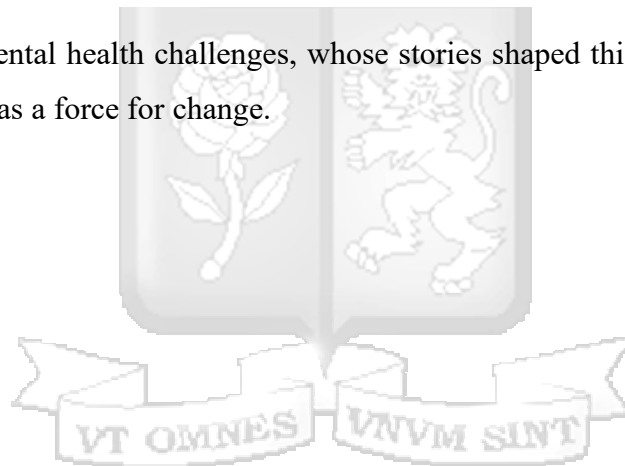 ental health challenges, whose stories shaped thi
as a force for change.
VT OMNES VNVM SINT